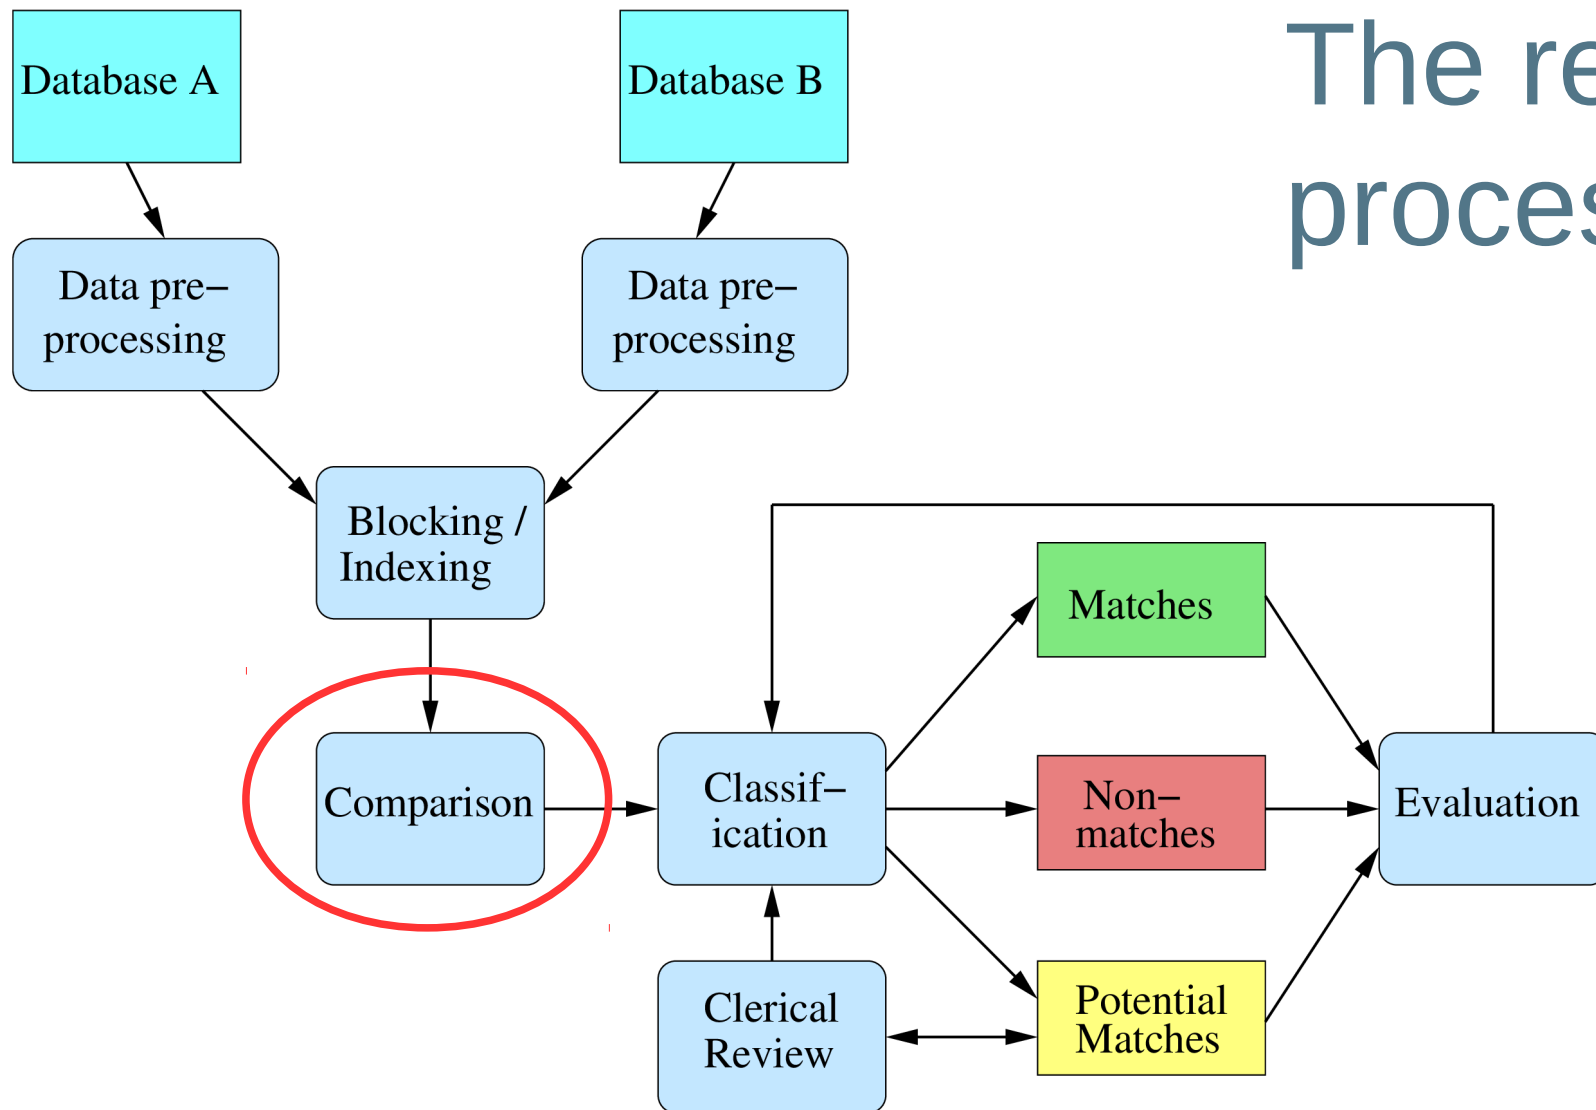 The re
proces
Database A
Database B
Data pre–
processing
Data pre–
processing
Blocking /
Indexing
Comparison
Classif–
ication
Matches
Non–
matches
Potential
Matches
Evaluation
Clerical
Review